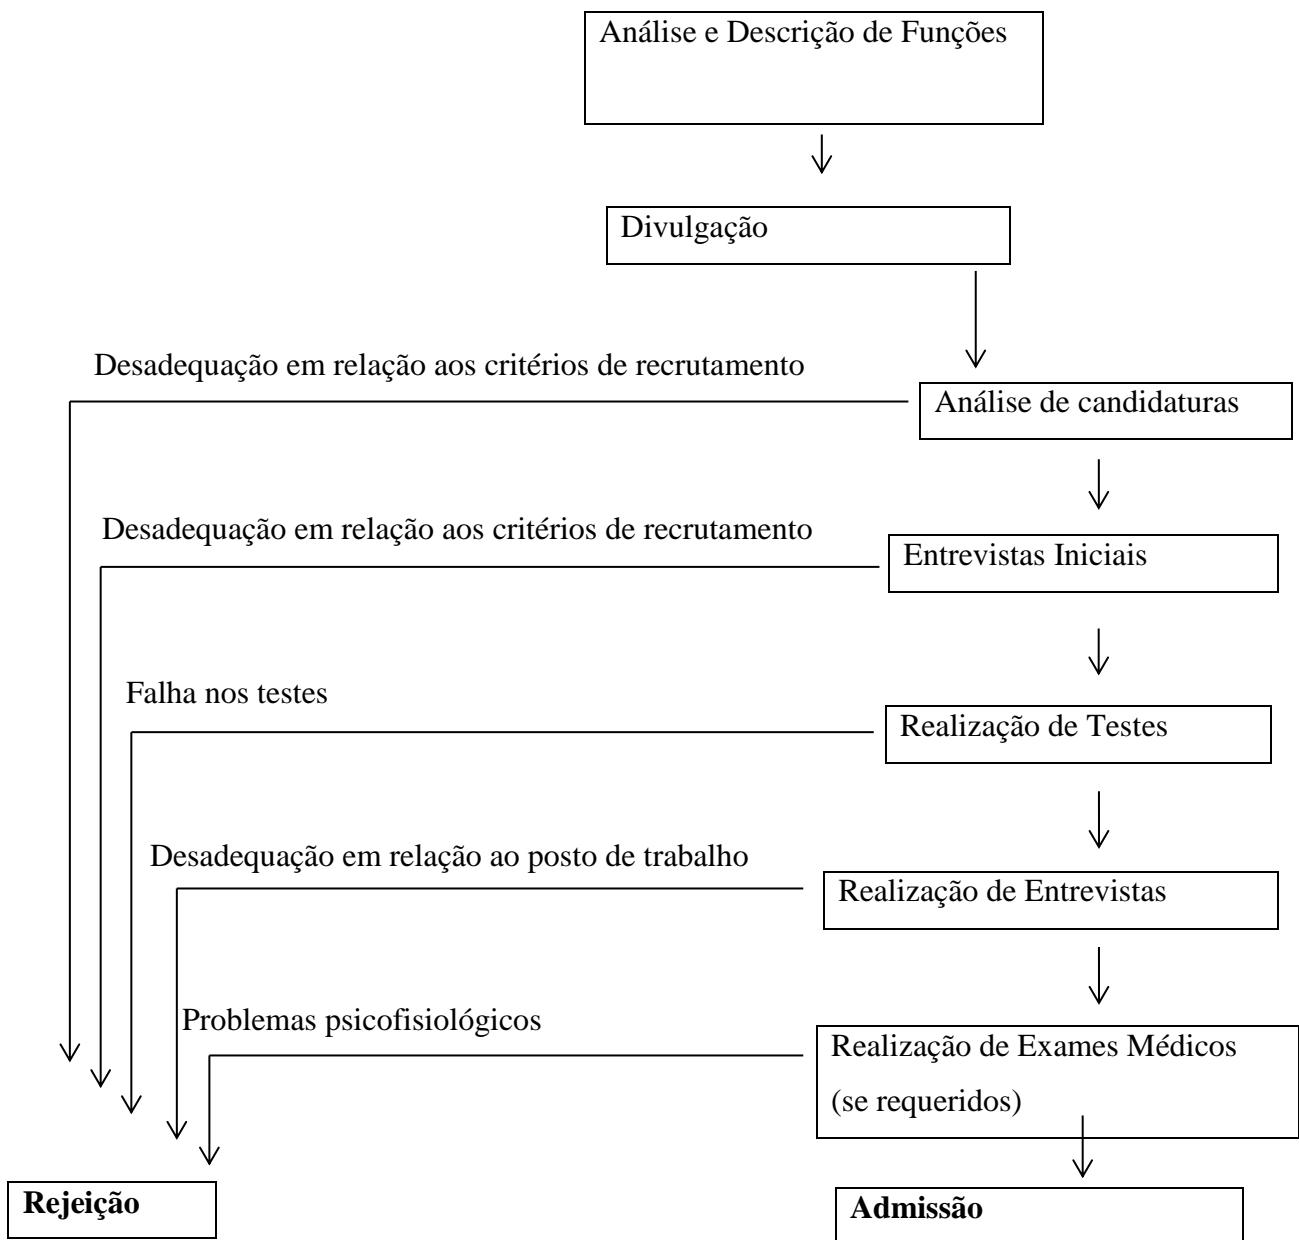 Análise e Descrição de Funções
Divulgação
Desadequação em relação aos critérios de recrutamento
Análise de candidaturas
Desadequação em relação aos critérios de recrutamento
Entrevistas Iniciais
Falha nos testes
Realização de Testes
Desadequação em relação ao posto de trabalho
Realização de Entrevistas
Problemas psicofisiológicos
Realização de Exames Médicos
(se requeridos)
Rejeição
Admissão